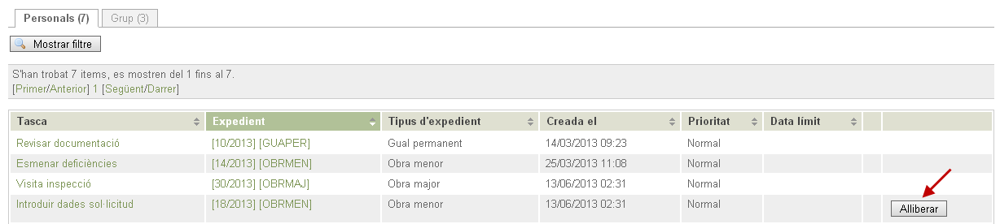 Personals (7) Grup (3)
Mostrar filtre
S'han trobat 7 items, es mostren del 1 fins al 7.
[Primer/Anterior] 1 [Següent/Darrer]
Tasca Expedient Tipus d'expedient Creada el Prioritat Data límit
Revisar documentació [10/2013] [GUAPER] Gual permanent 14/03/2013 09:23 Normal
Esmenar deficiències [14/2013] [OBRMEN] Obra menor 25/03/2013 11:08 Normal
Visita inspecció [30/2013] [OBRMAJ] Obra major 13/06/2013 02:31 Normal
Introduir dades sol·licitud [18/2013] [OBRMEN] Obra menor 13/06/2013 02:31 Normal Alliberar